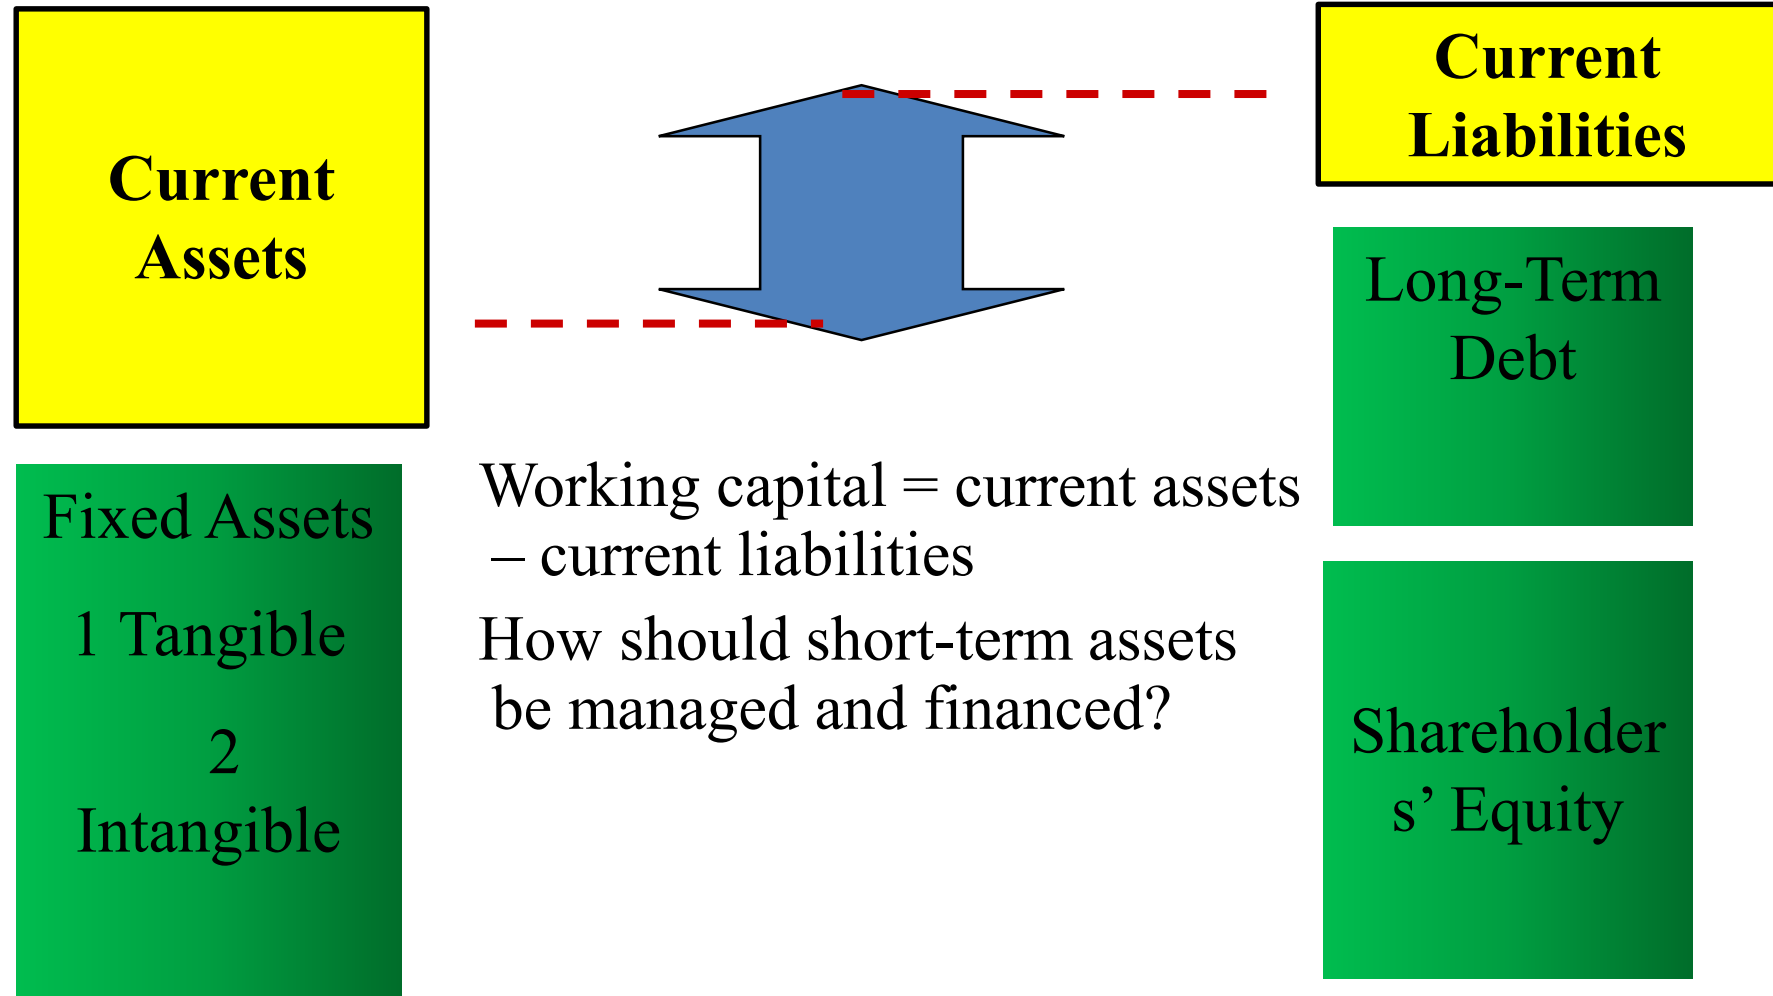 Current
Assets
Fixed Assets
1 Tangible
2
Intangible
Working capital = current assets
– current liabilities
How should short-term assets
be managed and financed?
Current
Liabilities
Long-Term
Debt
Shareholder
s’ Equity